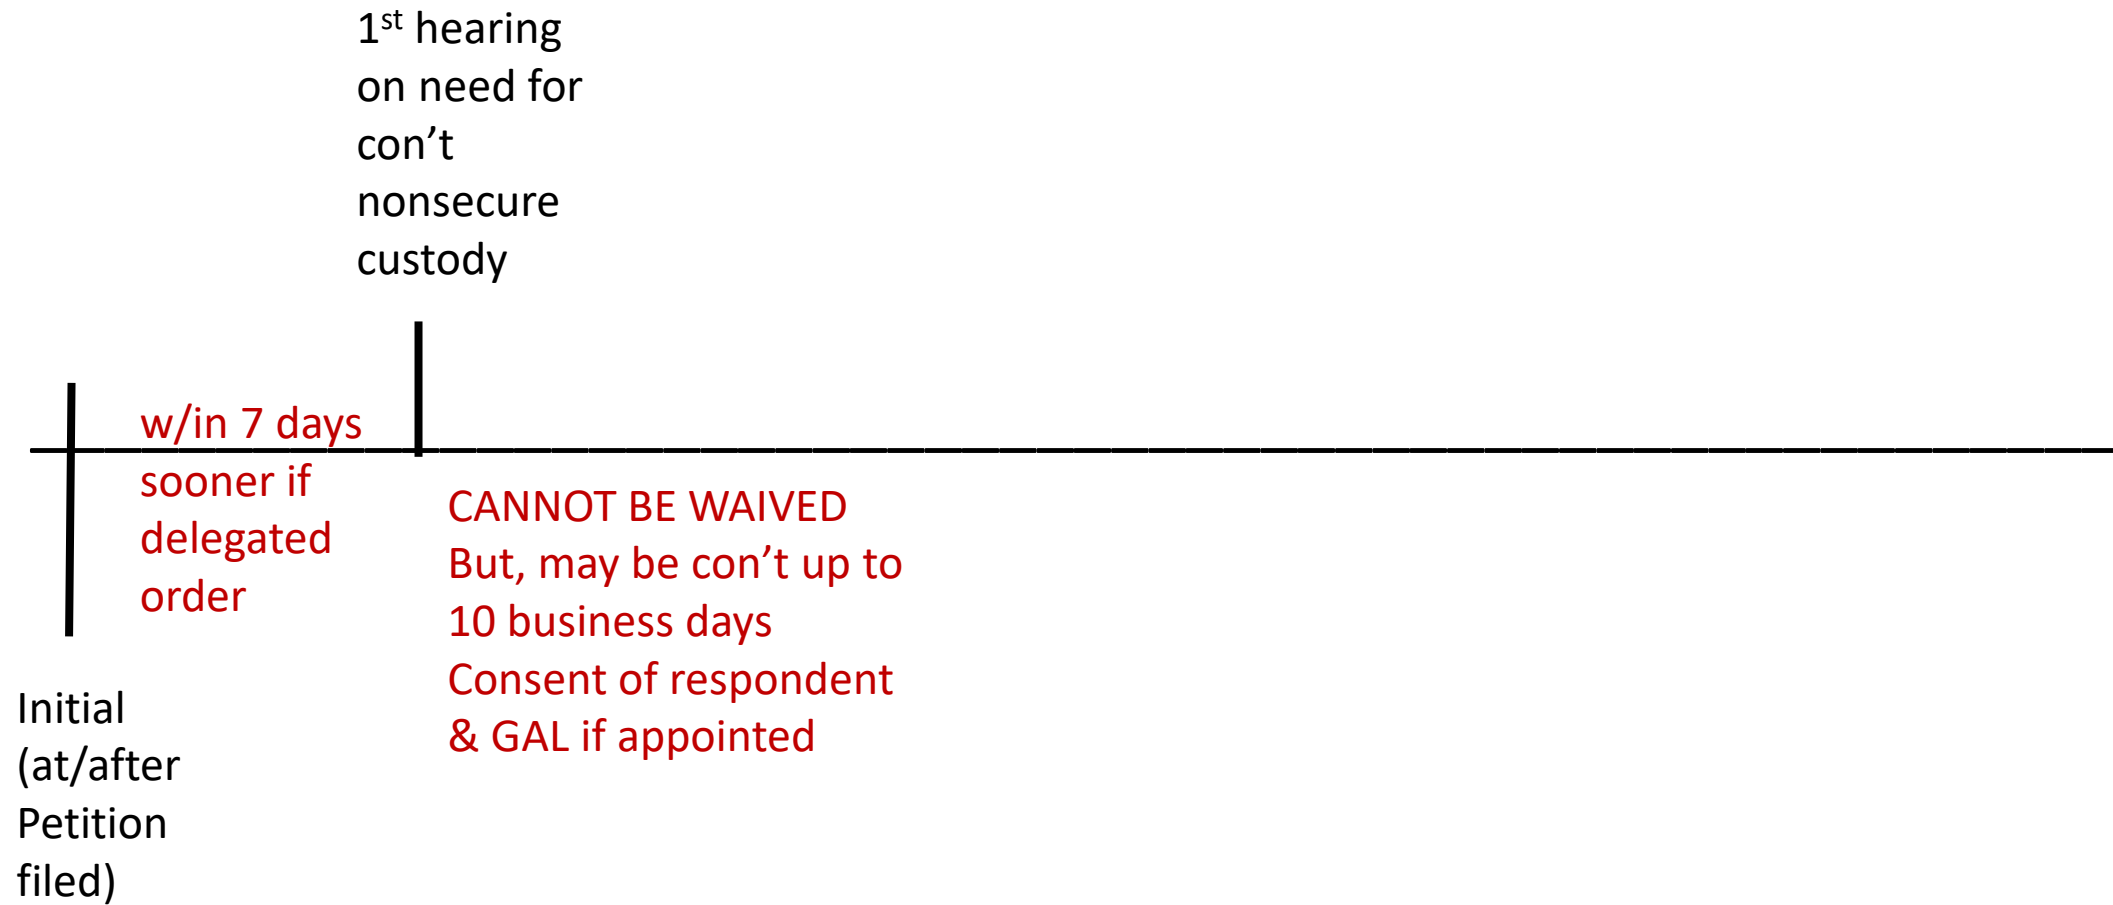 1st hearing
on need for
con’t
nonsecure
custody
w/in 7 days
sooner if
delegated
order
CANNOT BE WAIVED
But, may be con’t up to
10 business days
Consent of respondent
& GAL if appointed
Initial
(at/after
Petition
filed)